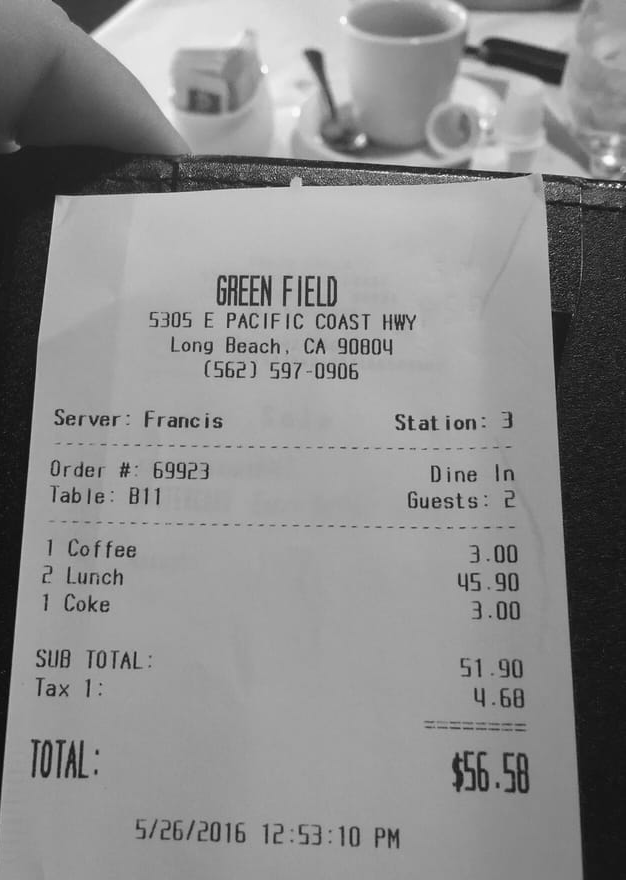 GREEN FIELD
5305 E PACIFIC COAST HWY
Long Beach, CA 90804
(562) 597-0906
Server: Francis Station: 3
Order #: 69923 Dine In
Table: B11 Guests: 2
1 Coffee 3.00
2 Lunch 45.90
1 Coke 3.00
SUB TOTAL: 51.90
Tax 1: 4.68
TOTAL: $56.58
5/26/2016 12:53:10 PM